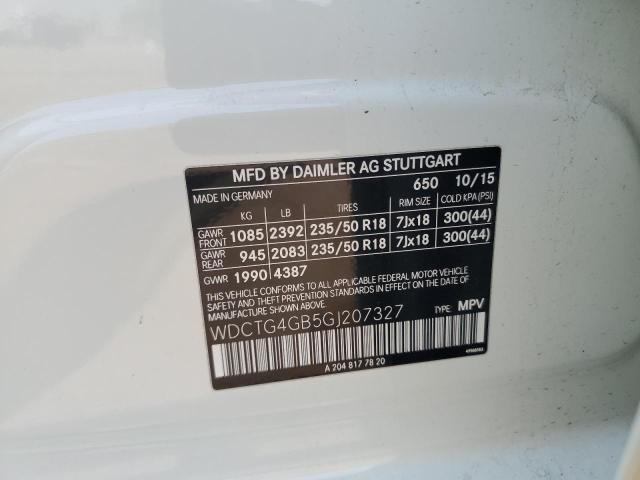 MFD BY DAIMLER AG STUTTGART
MADE IN GERMANY 650 10/15
KG LB TIRES RIM SIZE COLD KPA(PSI)
GAWR FRONT 1085 2392 235/50 R18 7Jx18 300(44)
GAWR REAR 945 2083 235/50 R18 7Jx18 300(44)
GVWR 1990 4387
THIS VEHICLE CONFORMS TO ALL APPLICABLE FEDERAL MOTOR VEHICLE
SAFETY AND THEFT PREVENTION STANDARDS IN EFFECT ON THE DATE OF
MANUFACTURE SHOWN ABOVE.
WDCTG4GB5GJ207327 TYPE: MPV
A 204 817 78 20